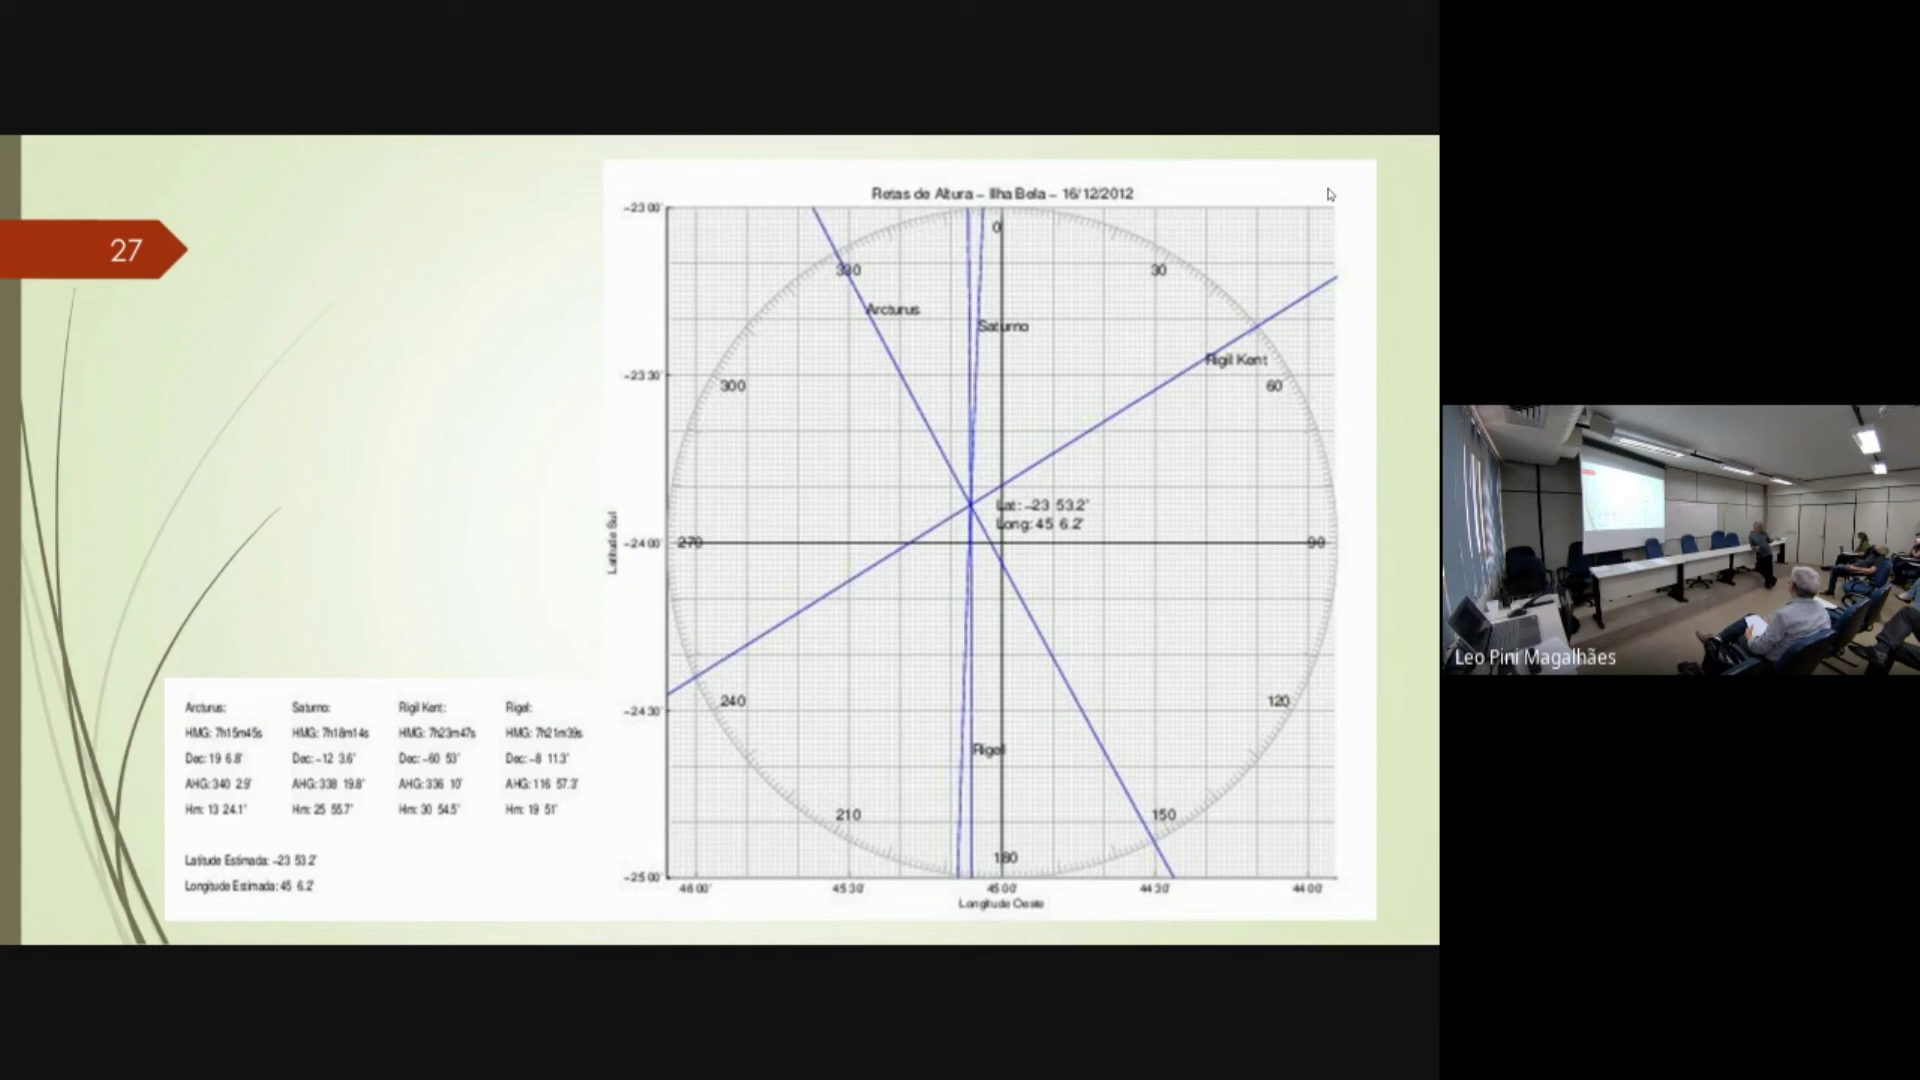 27
Retas de Altura – Ilha Bela – 16/12/2012
–23 00'
–23 30'
–24 00'
–24 30'
–25 00'
Latitude Sul
0
30
60
90
120
150
180
210
240
270
300
330
Arcturus
Saturno
Rigil Kent
Lat: –23 53.2'
Long: 45 6.2'
Rigel
46 00'
45 30'
45 00'
44 30'
44 00'
Longitude Oeste
Arcturus: Saturno: Rigil Kent: Rigel:
HMG: 7h15m45s HMG: 7h18m14s HMG: 7h23m47s HMG: 7h21m39s
Dec: 19 6.8' Dec: –12 3.6' Dec: –60 53' Dec: –8 11.3'
AHG: 340 2.9' AHG: 338 19.8' AHG: 336 10' AHG: 116 57.3'
Hm: 13 24.1' Hm: 25 55.7' Hm: 30 54.5' Hm: 19 51'
Latitude Estimada: –23 53.2'
Longitude Estimada: 45 6.2'
Leo Pini Magalhães